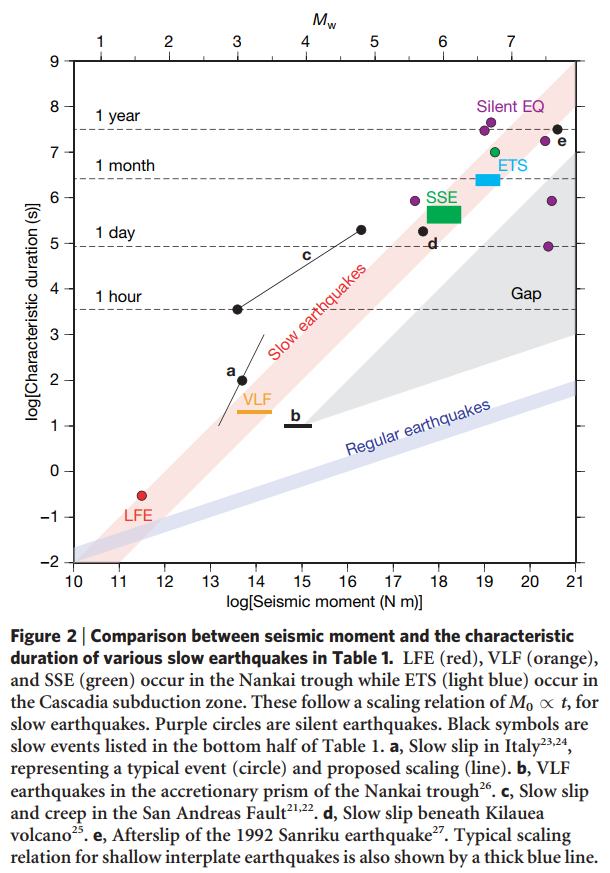 M_w
1 2 3 4 5 6 7
9
8
7
6
5
4
3
2
1
0
−1
−2
log[Characteristic duration (s)]
Silent EQ
1 year
e
1 month
ETS
SSE
1 day
d
c
Gap
1 hour
Slow earthquakes
a
VLF
b
Regular earthquakes
LFE
10 11 12 13 14 15 16 17 18 19 20 21
log[Seismic moment (N m)]
Figure 2 | Comparison between seismic moment and the characteristic
duration of various slow earthquakes in Table 1. LFE (red), VLF (orange),
and SSE (green) occur in the Nankai trough while ETS (light blue) occur in
the Cascadia subduction zone. These follow a scaling relation of M₀ ∝ t, for
slow earthquakes. Purple circles are silent earthquakes. Black symbols are
slow events listed in the bottom half of Table 1. a, Slow slip in Italy²³,²⁴,
representing a typical event (circle) and proposed scaling (line). b, VLF
earthquakes in the accretionary prism of the Nankai trough²⁶. c, Slow slip
and creep in the San Andreas Fault²¹,²². d, Slow slip beneath Kilauea
volcano²⁵. e, Afterslip of the 1992 Sanriku earthquake²⁷. Typical scaling
relation for shallow interplate earthquakes is also shown by a thick blue line.